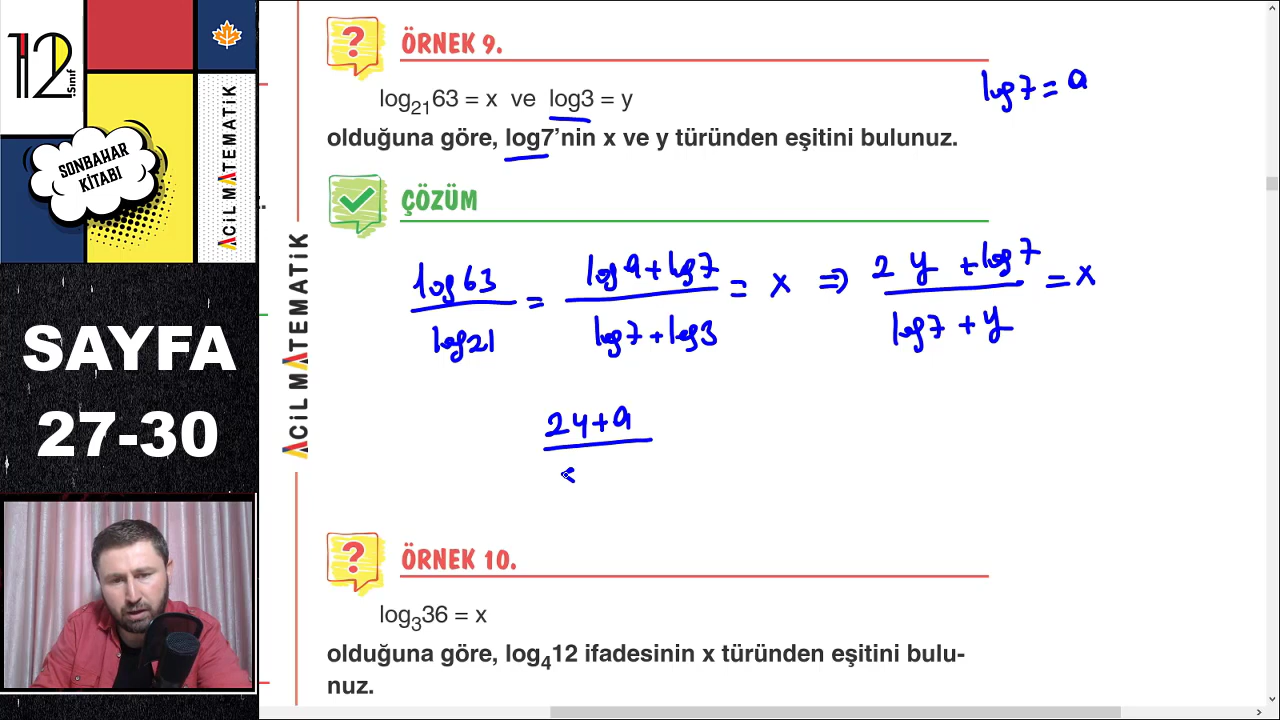 12.
Sınıf
SONBAHAR
KİTABI
ACİL MATEMATİK
SAYFA
27-30
ACİL MATEMATİK
ÖRNEK 9.
log₂₁63 = x ve log3 = y
log7 = a
olduğuna göre, log7’nin x ve y türünden eşitini bulunuz.
ÇÖZÜM
log63 / log21 = log9 + log7 / log7 + log3 = x ⇒ 2y + log7 / log7 + y = x
2y+a
ÖRNEK 10.
log₃36 = x
olduğuna göre, log₄12 ifadesinin x türünden eşitini bulu-
nuz.